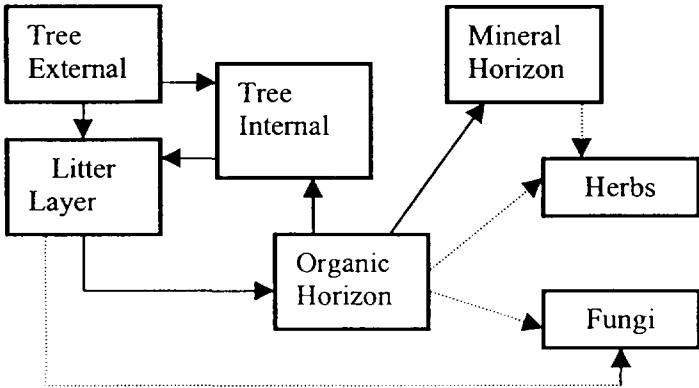 Tree
External
Mineral
Horizon
Tree
Internal
Litter
Layer
Herbs
Organic
Horizon
Fungi